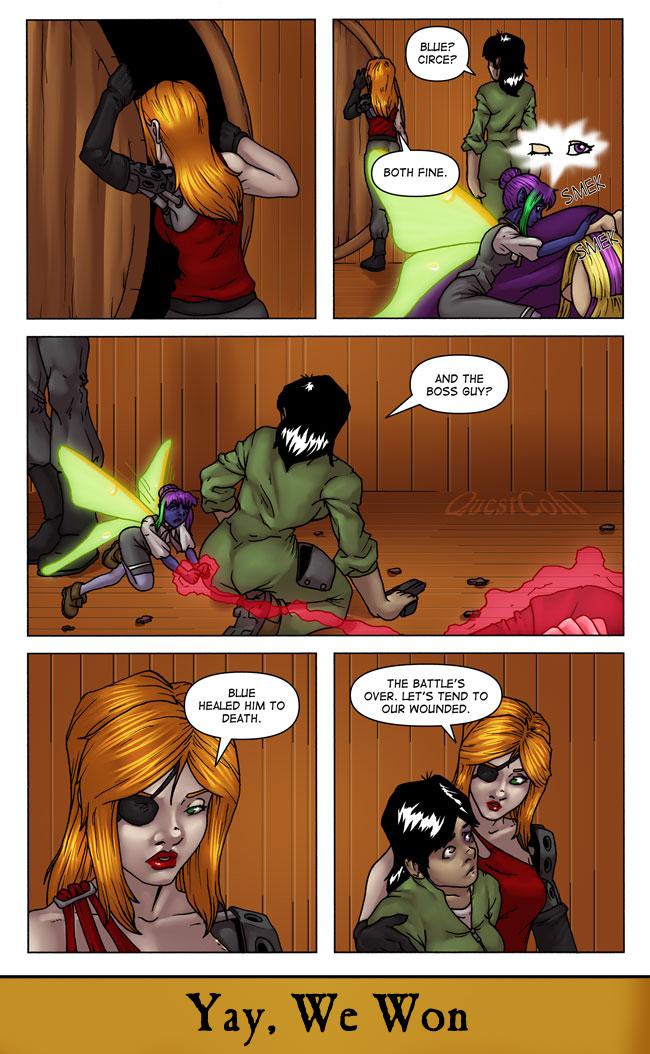 BLUE?
CIRCE?
BOTH FINE.
SMEK
SMEK
AND THE
BOSS GUY?
QuestCohl
BLUE
HEALED HIM TO
DEATH.
THE BATTLE'S
OVER. LET'S TEND TO
OUR WOUNDED.
Yay, We Won